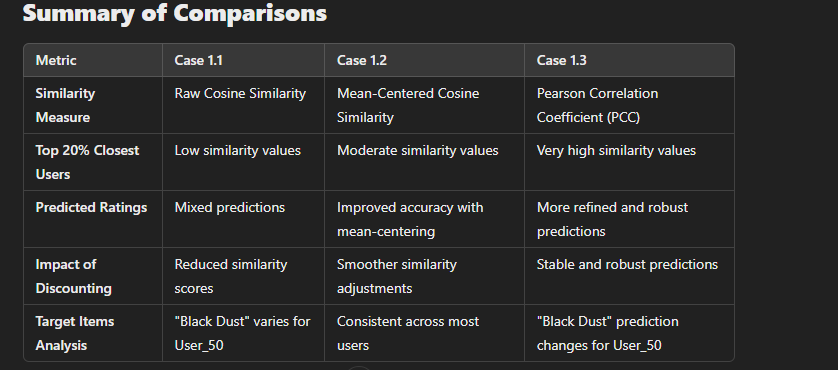 Summary of Comparisons
Metric Case 1.1 Case 1.2 Case 1.3
Similarity Raw Cosine Similarity Mean-Centered Cosine Pearson Correlation
Measure Similarity Coefficient (PCC)
Top 20% Closest Low similarity values Moderate similarity values Very high similarity values
Users
Predicted Ratings Mixed predictions Improved accuracy with More refined and robust
mean-centering predictions
Impact of Reduced similarity Smoother similarity Stable and robust predictions
Discounting scores adjustments
Target Items "Black Dust" varies for Consistent across most "Black Dust" prediction
Analysis User_50 users changes for User_50